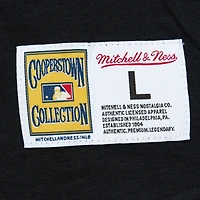 COOPERSTOWN
COLLECTION
MITCHELLANDNESS/MLB
Mitchell & Ness
L
MITCHELL & NESS NOSTALGIA CO.
AUTHENTIC LICENSED APPAREL
DESIGNED IN PHILADELPHIA, PA
ESTABLISHED 1904
AUTHENTIC, PREMIUM, LEGENDARY.